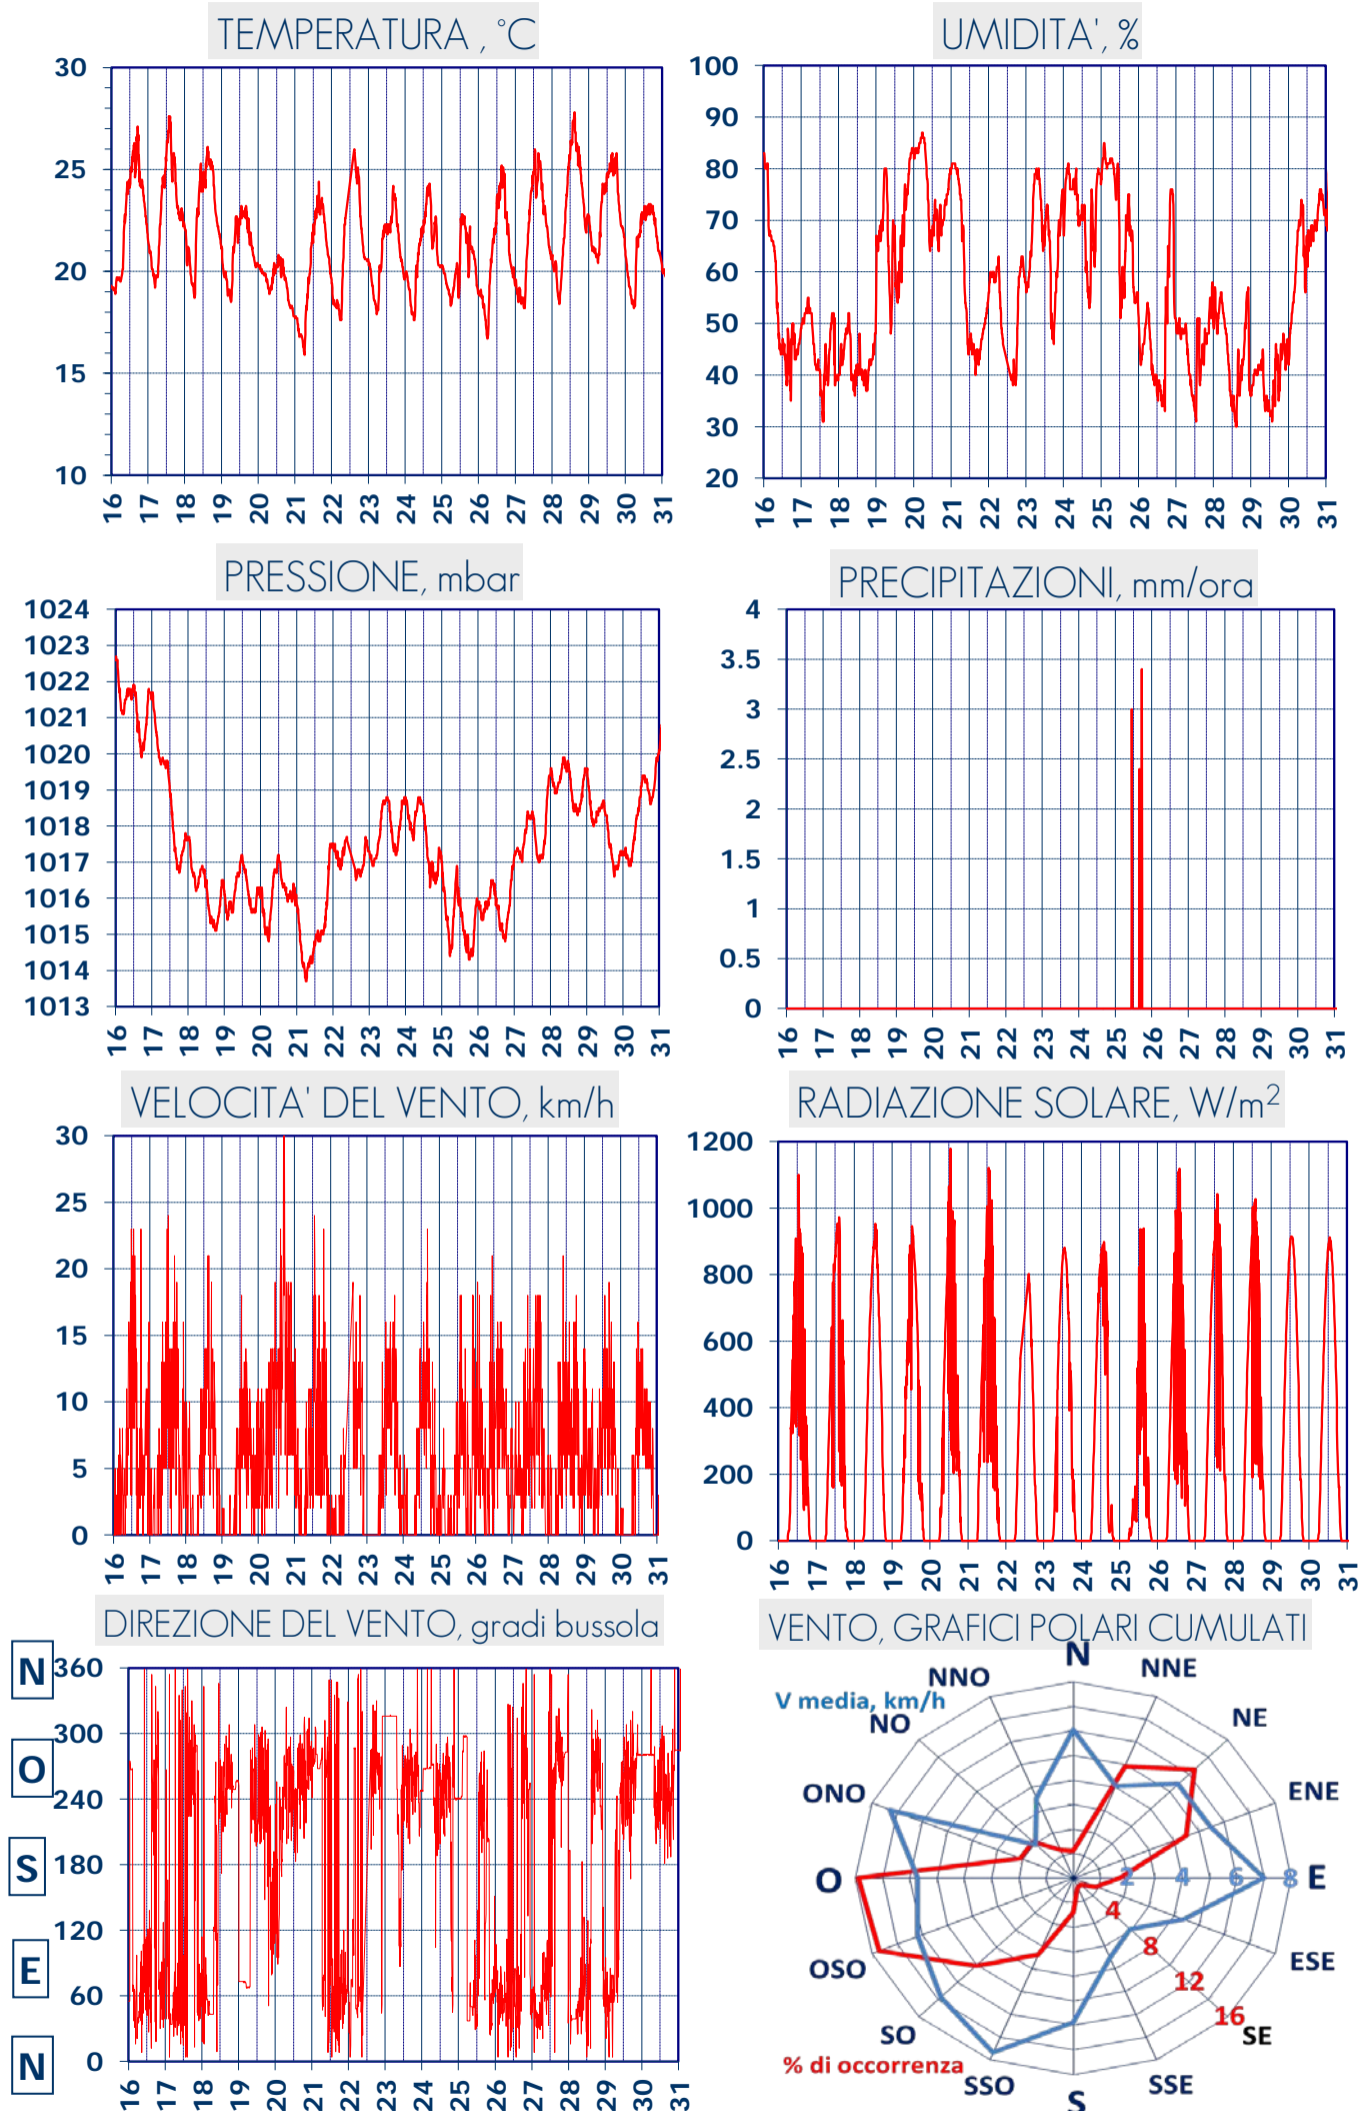 TEMPERATURA , °C
30
25
20
15
10
16 17 18 19 20 21 22 23 24 25 26 27 28 29 30 31
UMIDITA', %
100
90
80
70
60
50
40
30
20
16 17 18 19 20 21 22 23 24 25 26 27 28 29 30 31
PRESSIONE, mbar
1024
1023
1022
1021
1020
1019
1018
1017
1016
1015
1014
1013
16 17 18 19 20 21 22 23 24 25 26 27 28 29 30 31
PRECIPITAZIONI, mm/ora
4
3.5
3
2.5
2
1.5
1
0.5
0
16 17 18 19 20 21 22 23 24 25 26 27 28 29 30 31
VELOCITA' DEL VENTO, km/h
30
25
20
15
10
5
0
16 17 18 19 20 21 22 23 24 25 26 27 28 29 30 31
RADIAZIONE SOLARE, W/m²
1200
1000
800
600
400
200
0
16 17 18 19 20 21 22 23 24 25 26 27 28 29 30 31
DIREZIONE DEL VENTO, gradi bussola
N 360
300
O
240
S 180
120
E
60
N 0
16 17 18 19 20 21 22 23 24 25 26 27 28 29 30 31
VENTO, GRAFICI POLARI CUMULATI
N
NNO NNE
V media, km/h
NO NE
ONO ENE
O 2 4 6 8 E
4
OSO 8 ESE
12
16
SO SE
% di occorrenza
SSO SSE
S